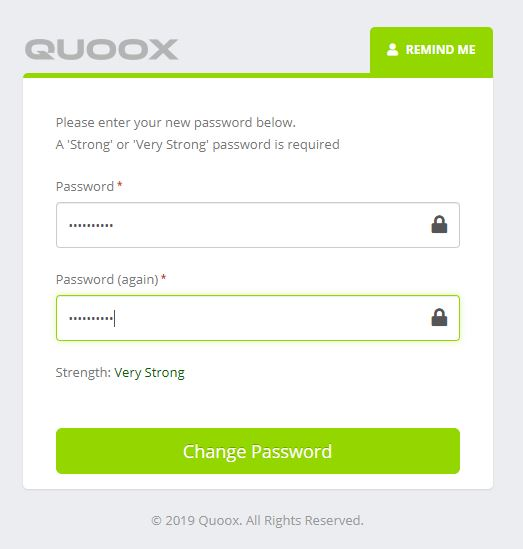 QUOOX
REMIND ME
Please enter your new password below.
A 'Strong' or 'Very Strong' password is required
Password *
••••••••••
Password (again) *
••••••••••
Strength: Very Strong
Change Password
© 2019 Quoox. All Rights Reserved.